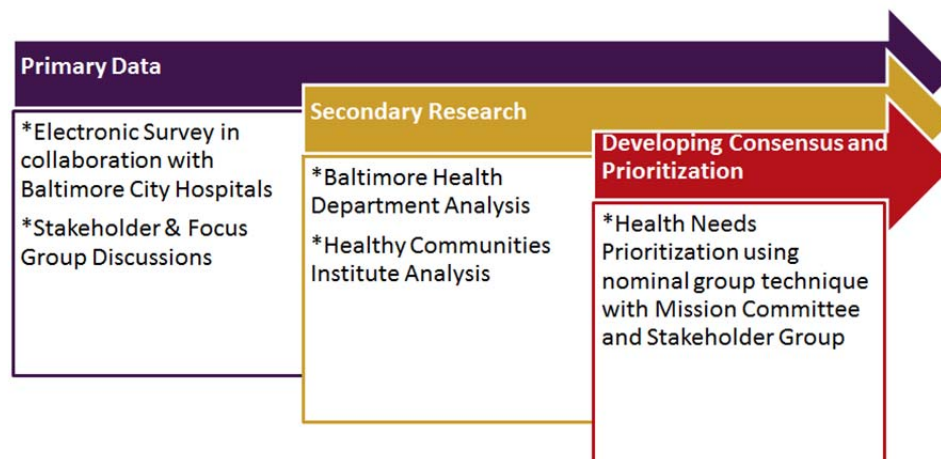 Primary Data
*Electronic Survey in
collaboration with
Baltimore City Hospitals
*Stakeholder & Focus
Group Discussions
Secondary Research
*Baltimore Health
Department Analysis
*Healthy Communities
Institute Analysis
Developing Consensus and
Prioritization
*Health Needs
Prioritization using
nominal group technique
with Mission Committee
and Stakeholder Group